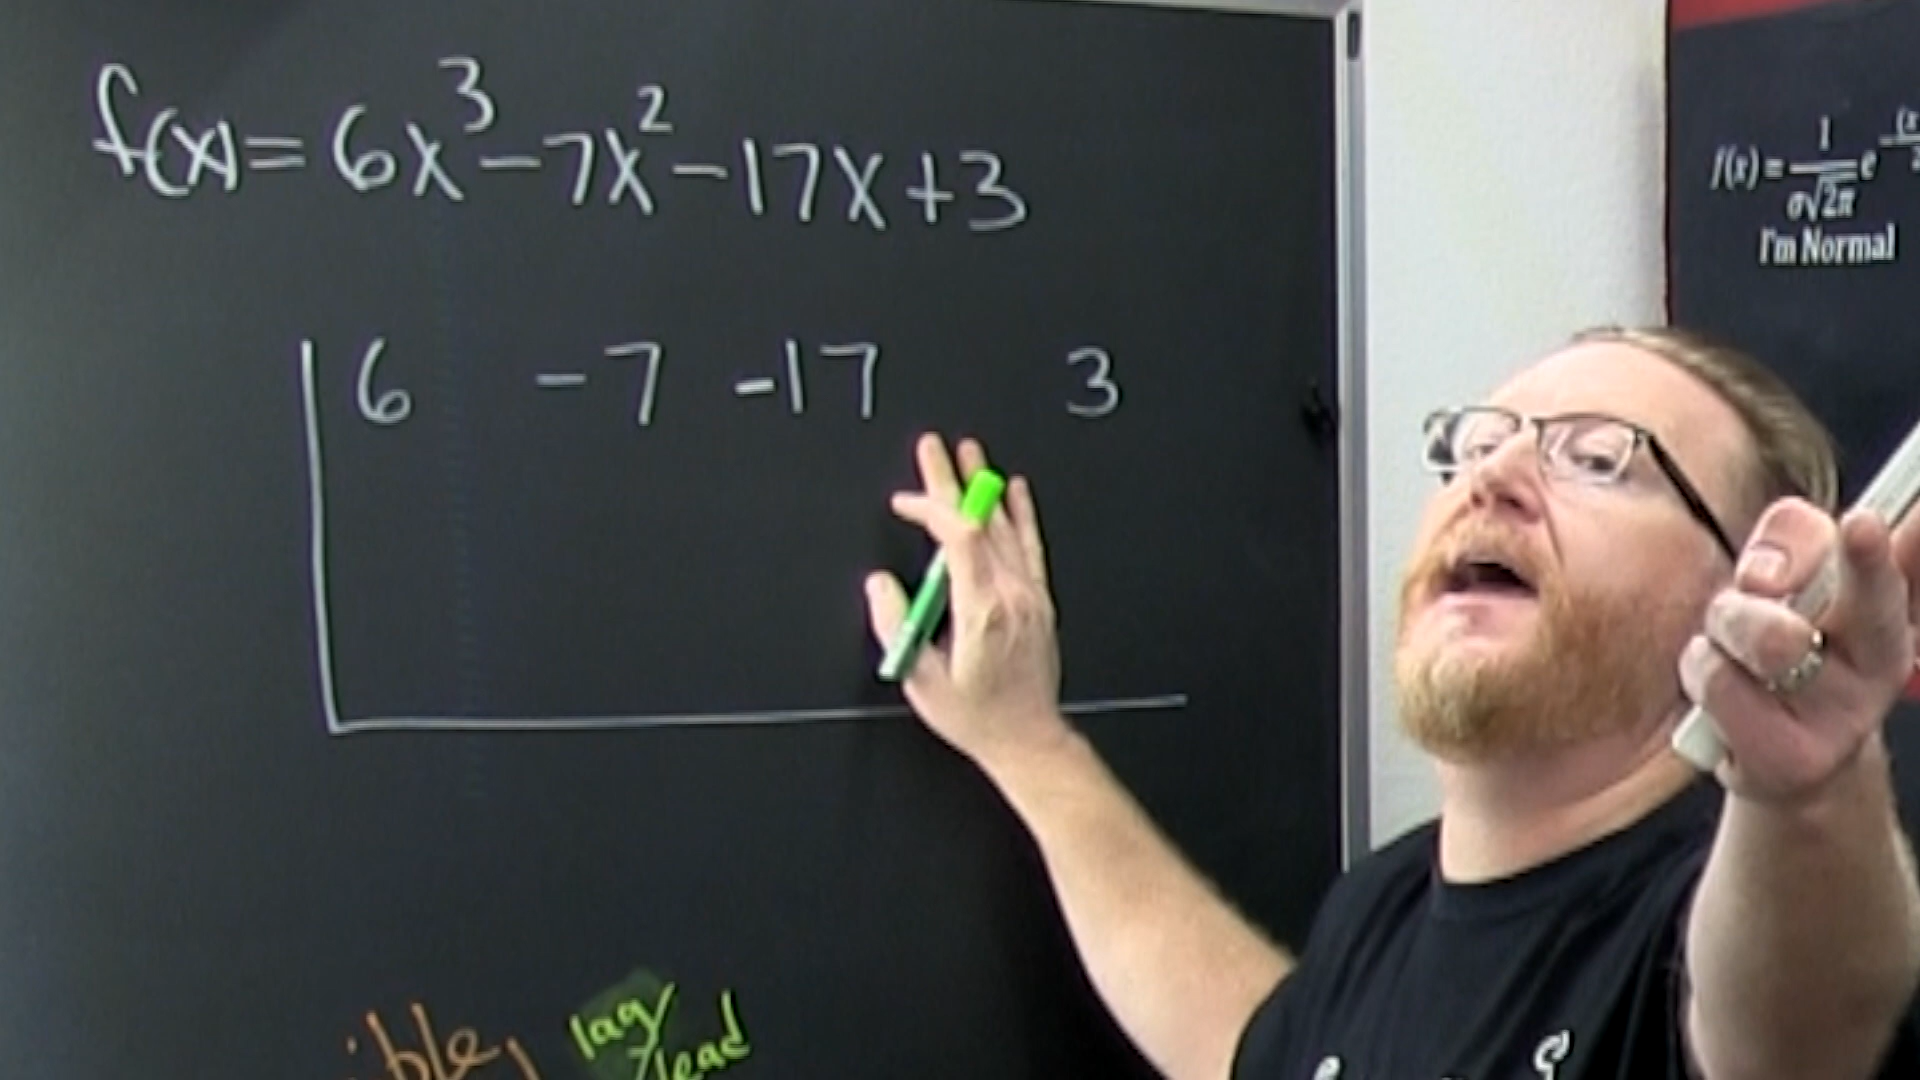 f(x) = 6x³ - 7x² - 17x + 3
6 -7 -17 3
lag/
lead
f(x) = 1/σ√2π e
I'm Normal